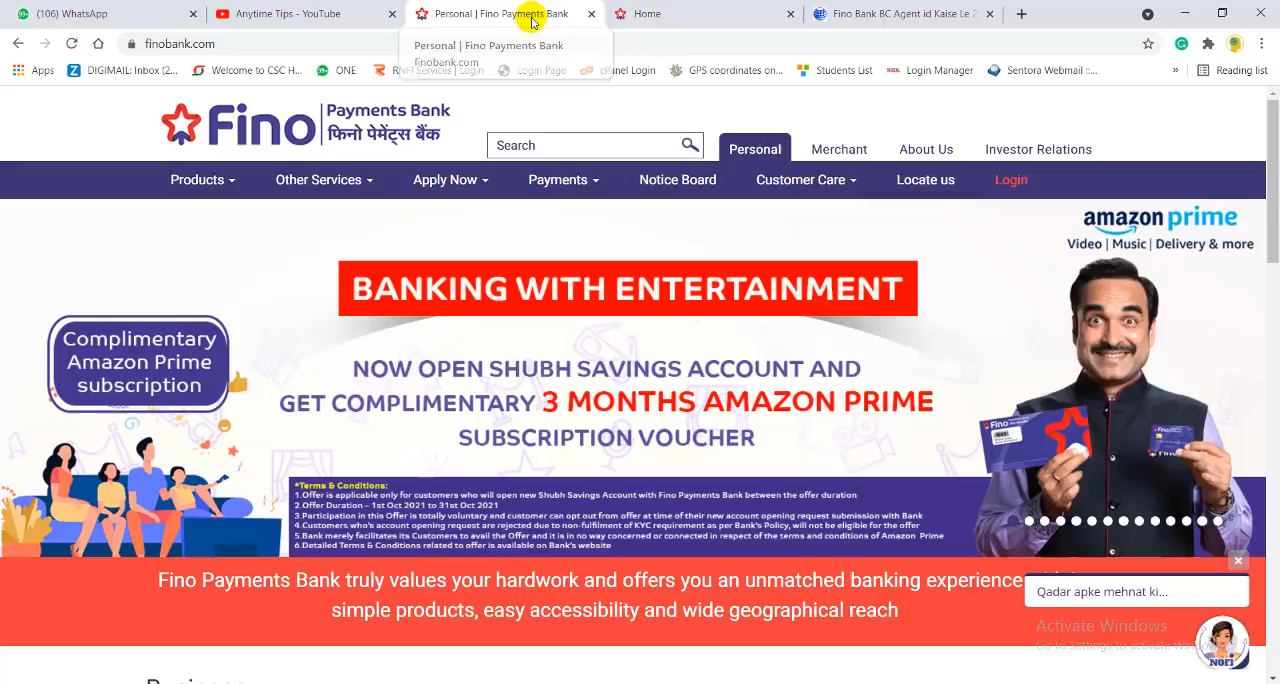 (106) WhatsApp
Anytime Tips - YouTube
Personal | Fino Payments Bank
Home
Fino Bank BC Agent id Kaise Le 2
finobank.com
Personal | Fino Payments Bank
finobank.com
Apps
DIGIMAIL: Inbox (2...
Welcome to CSC H...
ONE
RNFI Services | Login
Login Page
cPanel Login
GPS coordinates on...
Students List
Login Manager
Sentora Webmail ::...
»
Reading list
Fino
Payments Bank
फिनो पेमेंट्स बैंक
Search
Personal
Merchant
About Us
Investor Relations
Products
Other Services
Apply Now
Payments
Notice Board
Customer Care
Locate us
Login
amazon prime
Video | Music | Delivery & more
BANKING WITH ENTERTAINMENT
Complimentary
Amazon Prime
subscription
NOW OPEN SHUBH SAVINGS ACCOUNT AND
GET COMPLIMENTARY 3 MONTHS AMAZON PRIME
SUBSCRIPTION VOUCHER
Fino
Fino
*Terms & Conditions:
1.Offer is applicable only for customers who will open new Shubh Savings Account with Fino Payments Bank between the offer duration
2.Offer Duration – 1st Oct 2021 to 31st Oct 2021
3.Participation in this Offer is totally voluntary and customer can opt out from offer at time of their new account opening request submission with Bank
4.Customers who's account opening request are rejected due to non-fulfilment of KYC requirement as per Bank's Policy, will not be eligible for the offer
5.Bank merely facilitates its Customers to avail the Offer and it is in no way concerned or connected in respect of the terms and conditions of Amazon Prime
6.Detailed Terms & Conditions related to offer is available on Bank's website
Fino Payments Bank truly values your hardwork and offers you an unmatched banking experience
simple products, easy accessibility and wide geographical reach
Qadar apke mehnat ki...
Activate Windows
Go to Settings to activate Win
NOFI